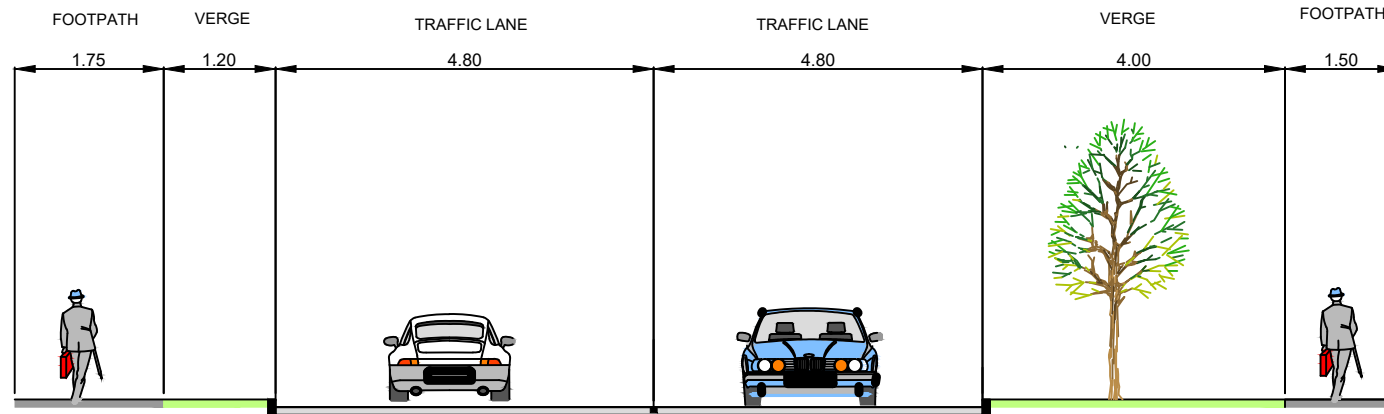 FOOTPATH VERGE TRAFFIC LANE TRAFFIC LANE VERGE FOOTPATH
1.75 1.20 4.80 4.80 4.00 1.50